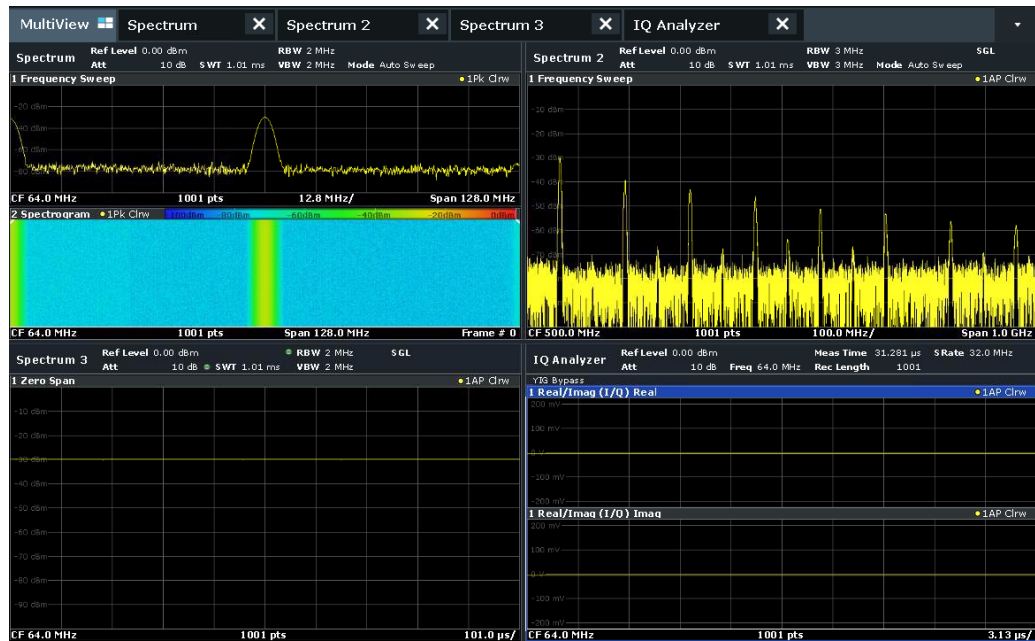 MultiView Spectrum Spectrum 2 Spectrum 3 IQ Analyzer
Spectrum Ref Level 0.00 dBm RBW 2 MHz
Att 10 dB SWT 1.01 ms VBW 2 MHz Mode Auto Sweep
1 Frequency Sweep 1Pk Clrw
-20 dBm
CF 64.0 MHz 1001 pts 12.8 MHz/ Span 128.0 MHz
2 Spectrogram 1Pk Clrw -100dBm -80dBm -60dBm -40dBm -20dBm 0dBm
CF 64.0 MHz 1001 pts Span 128.0 MHz Frame # 0
Spectrum 2 Ref Level 0.00 dBm RBW 3 MHz SGL
Att 10 dB SWT 1.01 ms VBW 3 MHz Mode Auto Sweep
1 Frequency Sweep 1AP Clrw
-10 dBm
-20 dBm
-30 dBm
-40 dBm
-50 dBm
-60 dBm
CF 500.0 MHz 1001 pts 100.0 MHz/ Span 1.0 GHz
Spectrum 3 Ref Level 0.00 dBm RBW 2 MHz SGL
Att 10 dB SWT 1.01 ms VBW 2 MHz
1 Zero Span 1AP Clrw
-10 dBm
-20 dBm
-30 dBm
-40 dBm
-50 dBm
-60 dBm
-70 dBm
-80 dBm
-90 dBm
CF 64.0 MHz 1001 pts 101.0 µs/
IQ Analyzer Ref Level 0.00 dBm Meas Time 31.281 µs SRate 32.0 MHz
Att 10 dB Freq 64.0 MHz Rec Length 1001
YIG Bypass
1 Real/Imag (I/Q) Real 1AP Clrw
200 mV
100 mV
0 V
-100 mV
-200 mV
1 Real/Imag (I/Q) Imag 1AP Clrw
200 mV
100 mV
0 V
-100 mV
-200 mV
CF 64.0 MHz 1001 pts 3.13 µs/